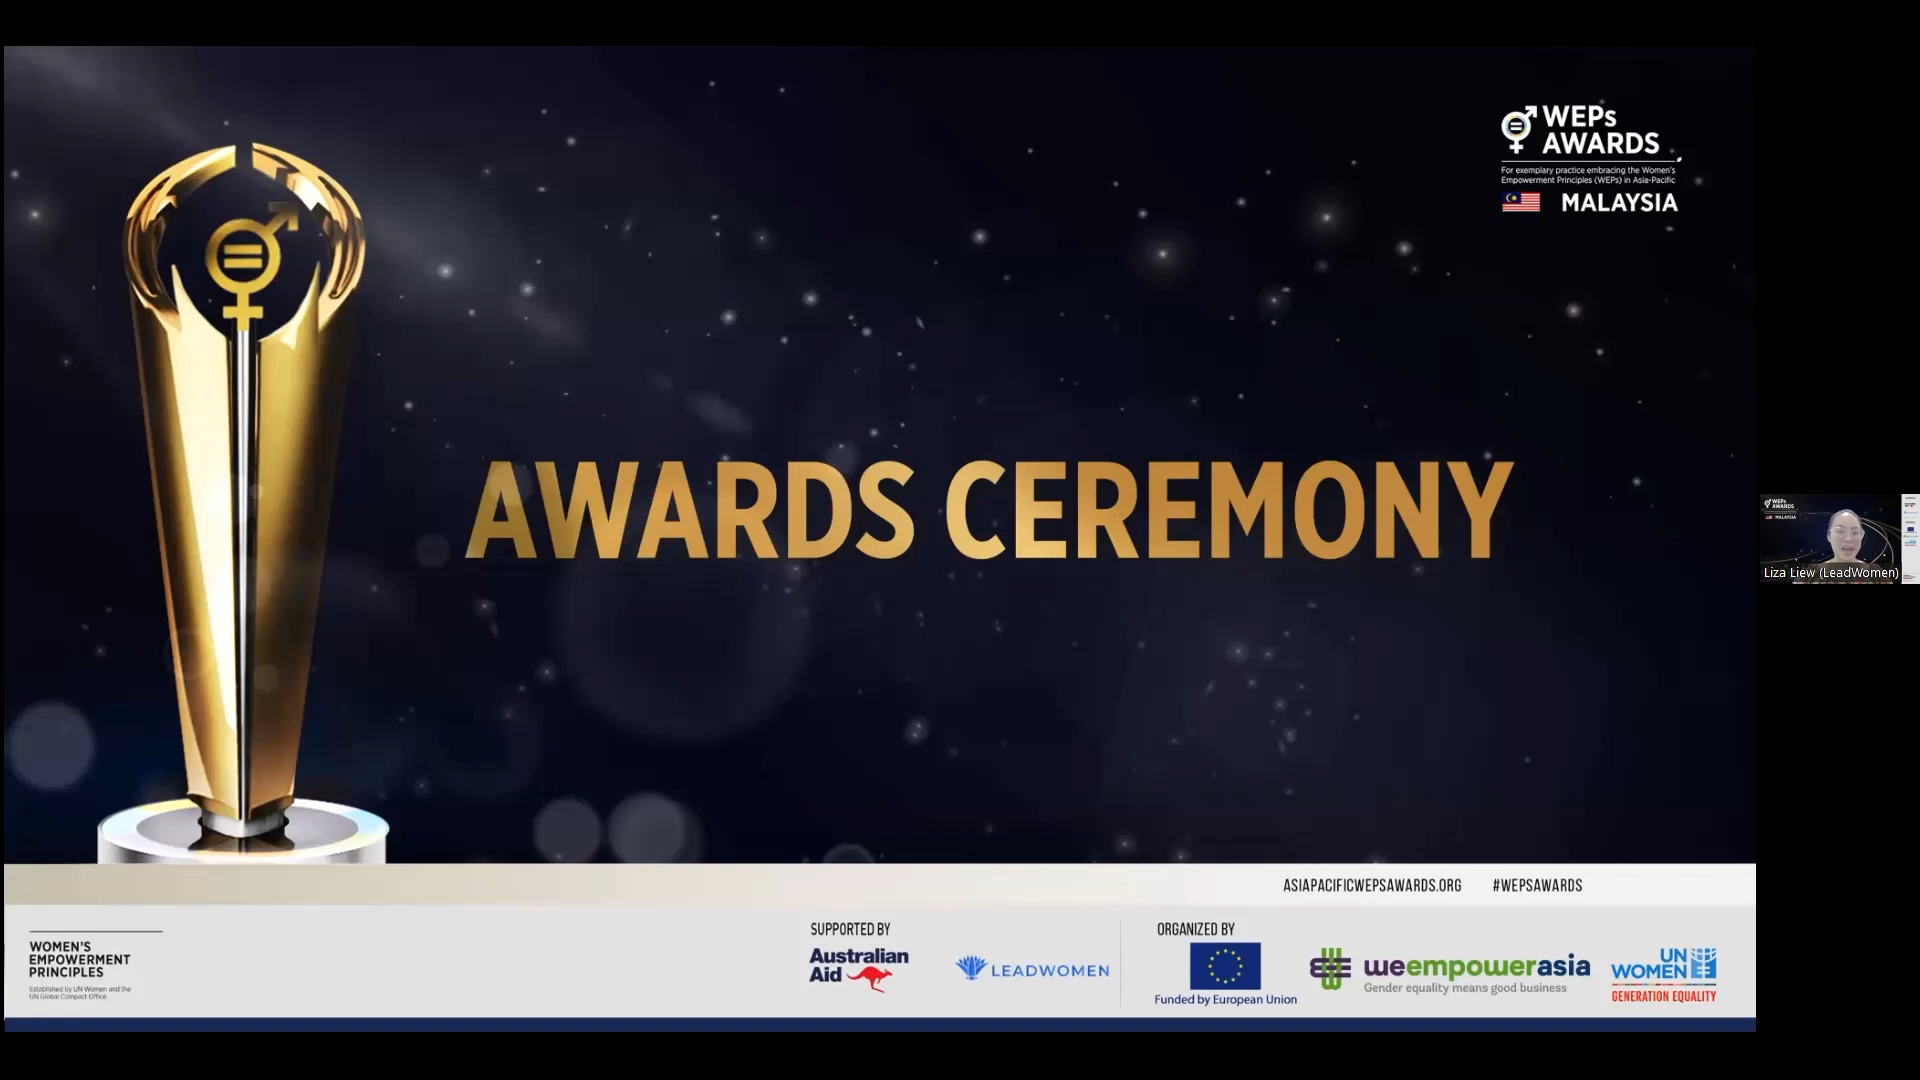 WEPs
AWARDS
For exemplary practice embracing the Women's
Empowerment Principles (WEPs) in Asia-Pacific
MALAYSIA
AWARDS CEREMONY
WEPs
AWARDS
MALAYSIA
Liza Liew (LeadWomen)
ASIAPACIFICWEPSAWARDS.ORG #WEPSAWARDS
WOMEN'S
EMPOWERMENT
PRINCIPLES
Established by UN Women and the
UN Global Compact Office
SUPPORTED BY
Australian
Aid
LEADWOMEN
ORGANIZED BY
Funded by European Union
weempowerasia
Gender equality means good business
UN
WOMEN
GENERATION EQUALITY